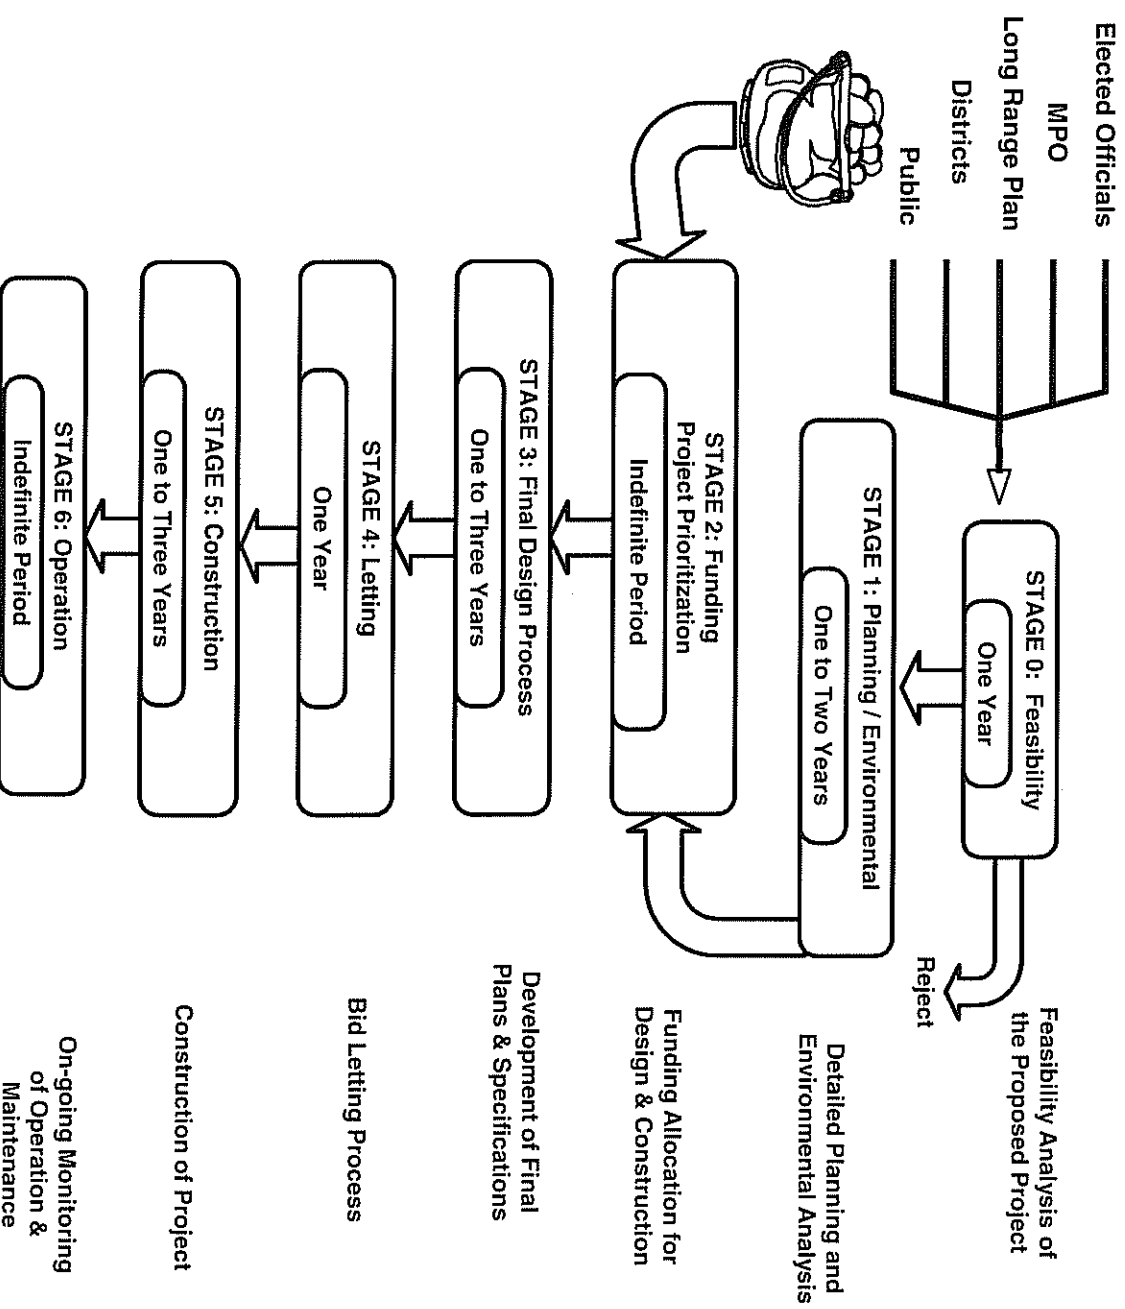 Elected Officials
MPO
Long Range Plan
Districts
Public
STAGE 0: Feasibility
One Year
Feasibility Analysis of
the Proposed Project
Reject
STAGE 1: Planning / Environmental
One to Two Years
Detailed Planning and
Environmental Analysis
STAGE 2: Funding
Project Prioritization
Indefinite Period
Funding Allocation for
Design & Construction
STAGE 3: Final Design Process
One to Three Years
Development of Final
Plans & Specifications
STAGE 4: Letting
One Year
Bid Letting Process
STAGE 5: Construction
One to Three Years
Construction of Project
STAGE 6: Operation
Indefinite Period
On-going Monitoring
of Operation &
Maintenance